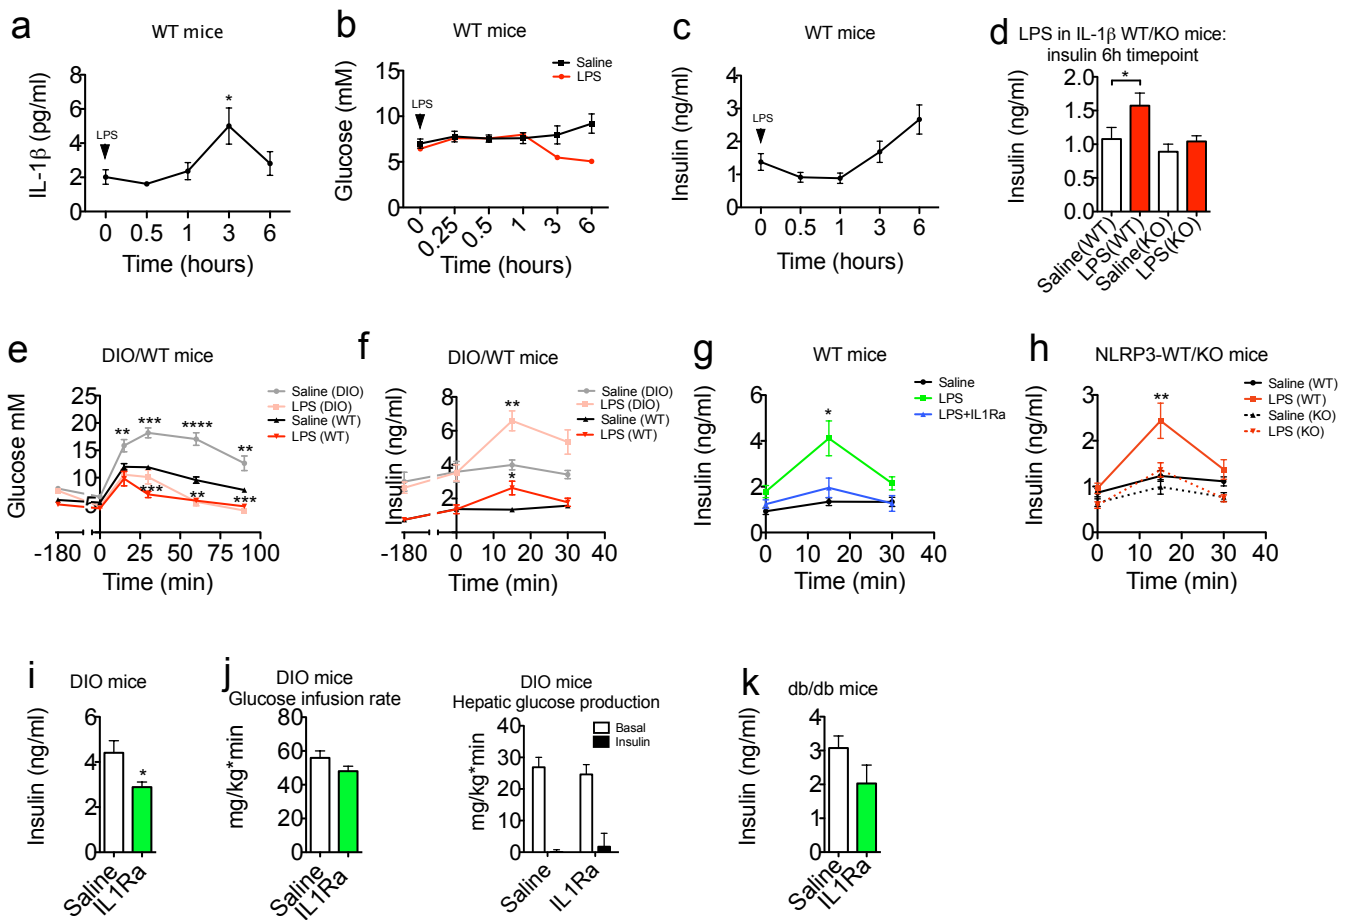 a
WT mice
IL-1β (pg/ml)
8
6
4
2
0
LPS
*
0 0.5 1 3 6
Time (hours)
b
WT mice
Glucose (mM)
15
10
5
0
LPS
Saline
LPS
0 0.25 0.5 1 3 6
Time (hours)
c
WT mice
Insulin (ng/ml)
4
3
2
1
0
LPS
0 0.5 1 3 6
Time (hours)
d
LPS in IL-1β WT/KO mice:
insulin 6h timepoint
Insulin (ng/ml)
2.0
1.5
1.0
0.5
0.0
*
Saline(WT)
LPS(WT)
Saline(KO)
LPS(KO)
e
DIO/WT mice
Glucose mM
25
20
15
10
5
** *** **** **
*** ** ***
Saline (DIO)
LPS (DIO)
Saline (WT)
LPS (WT)
-180 0 25 50 75 100
Time (min)
f
DIO/WT mice
Insulin (ng/ml)
8
6
4
2
0
**
*
Saline (DIO)
LPS (DIO)
Saline (WT)
LPS (WT)
-180 0 20 40
Time (min)
g
WT mice
Insulin (ng/ml)
6
4
2
0
*
Saline
LPS
LPS+IL1Ra
0 10 20 30 40
Time (min)
h
NLRP3-WT/KO mice
Insulin (ng/ml)
3
2
1
0
**
Saline (WT)
LPS (WT)
Saline (KO)
LPS (KO)
0 10 20 30 40
Time (min)
i
DIO mice
Insulin (ng/ml)
6
4
2
0
*
Saline
IL1Ra
j
DIO mice
Glucose infusion rate
mg/kg*min
80
60
40
20
0
Saline
IL1Ra
DIO mice
Hepatic glucose production
mg/kg*min
40
30
20
10
0
Basal
Insulin
Saline
IL1Ra
k
db/db mice
Insulin (ng/ml)
4
3
2
1
0
Saline
IL1Ra